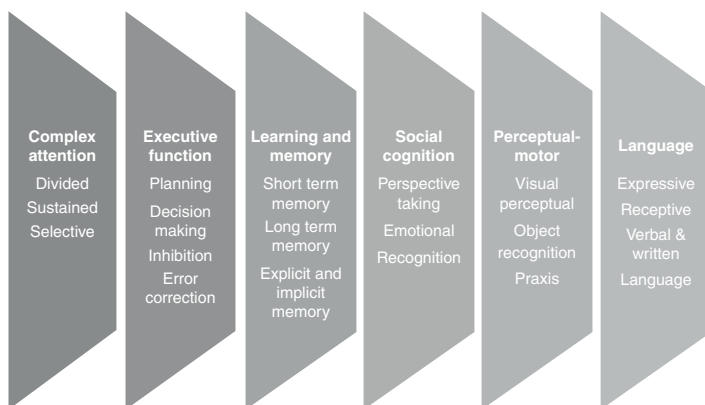 Complex
attention
Divided
Sustained
Selective
Executive
function
Planning
Decision
making
Inhibition
Error
correction
Learning and
memory
Short term
memory
Long term
memory
Explicit and
implicit
memory
Social
cognition
Perspective
taking
Emotional
Recognition
Perceptual-
motor
Visual
perceptual
Object
recognition
Praxis
Language
Expressive
Receptive
Verbal &
written
Language